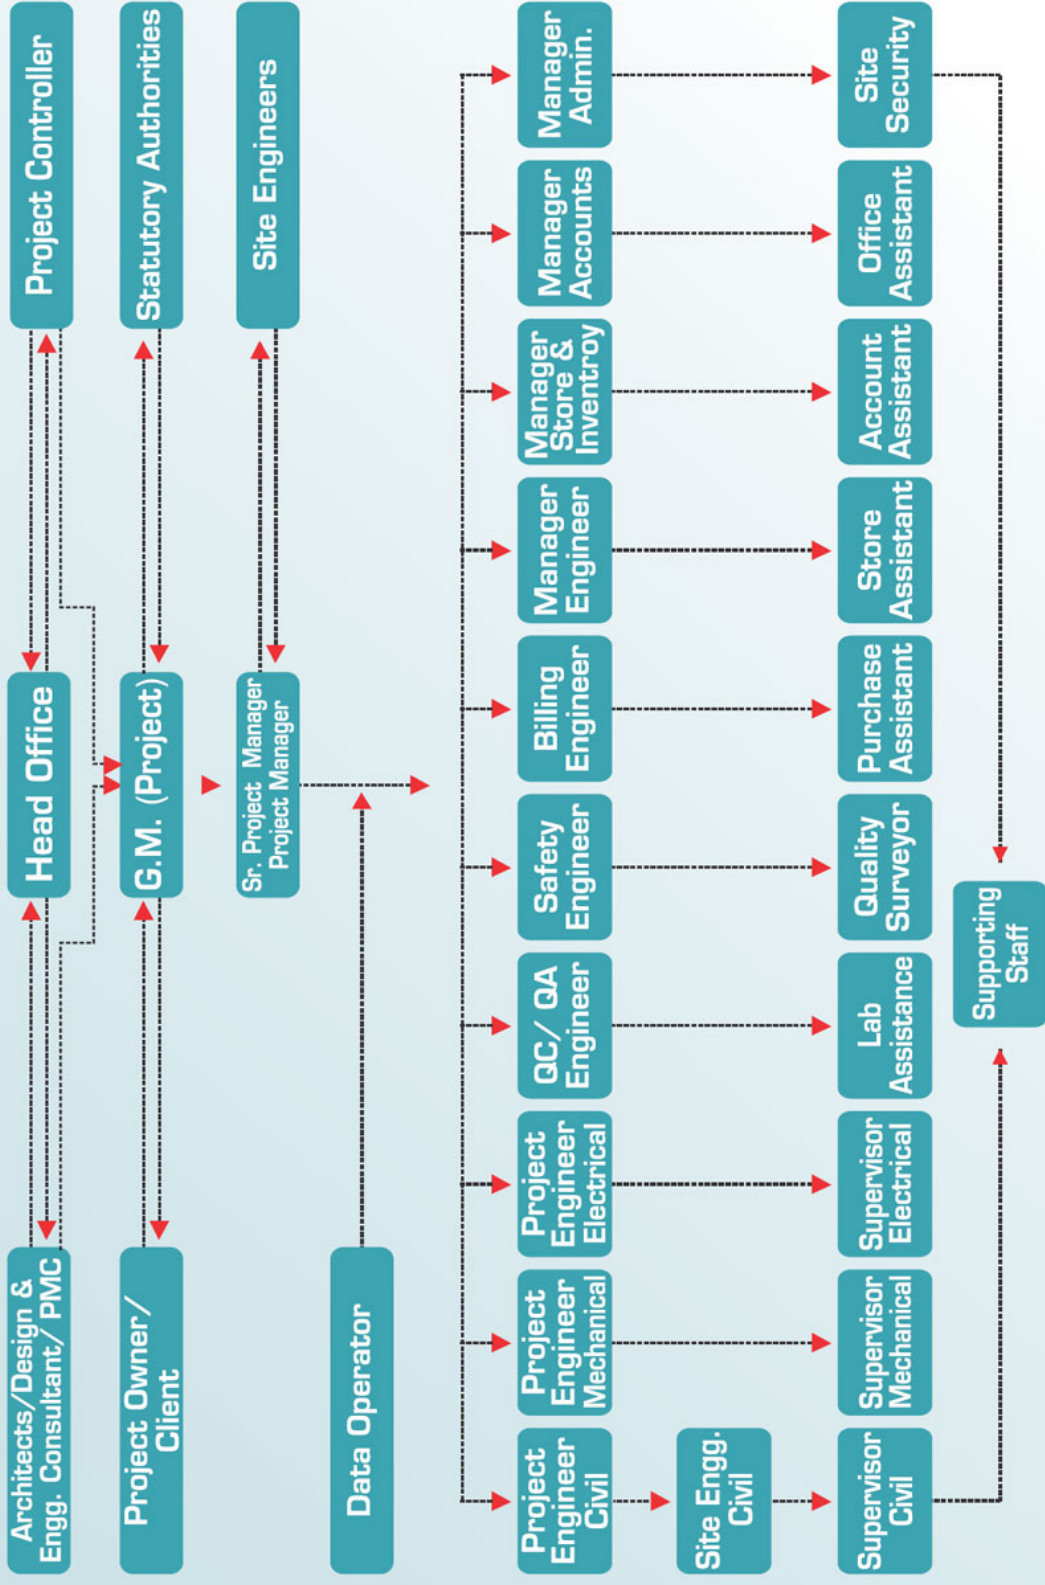 Architects/Design &
Engg. Consultant/ PMC
Head Office
Project Controller
Project Owner/
Client
G.M. (Project)
Statutory Authorities
Sr. Project Manager
Project Manager
Site Engineers
Data Operator
Project
Engineer
Civil
Project
Engineer
Mechanical
Project
Engineer
Electrical
QC/ QA
Engineer
Safety
Engineer
Billing
Engineer
Manager
Engineer
Manager
Store &
Inventroy
Manager
Accounts
Manager
Admin.
Site Engg.
Civil
Supervisor
Civil
Supervisor
Mechanical
Supervisor
Electrical
Lab
Assistance
Quality
Surveyor
Purchase
Assistant
Store
Assistant
Account
Assistant
Office
Assistant
Site
Security
Supporting
Staff